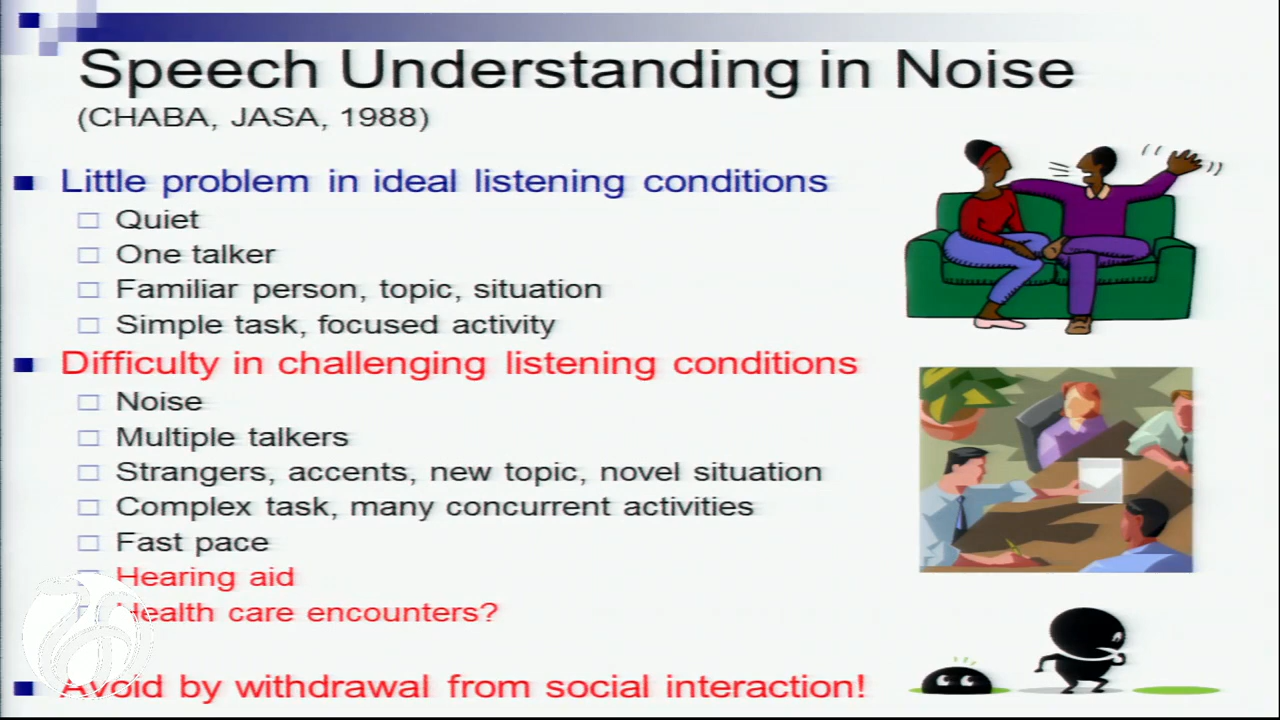 Speech Understanding in Noise
(CHABA, JASA, 1988)
Little problem in ideal listening conditions
Quiet
One talker
Familiar person, topic, situation
Simple task, focused activity
Difficulty in challenging listening conditions
Noise
Multiple talkers
Strangers, accents, new topic, novel situation
Complex task, many concurrent activities
Fast pace
Hearing aid
Health care encounters?
Avoid by withdrawal from social interaction!